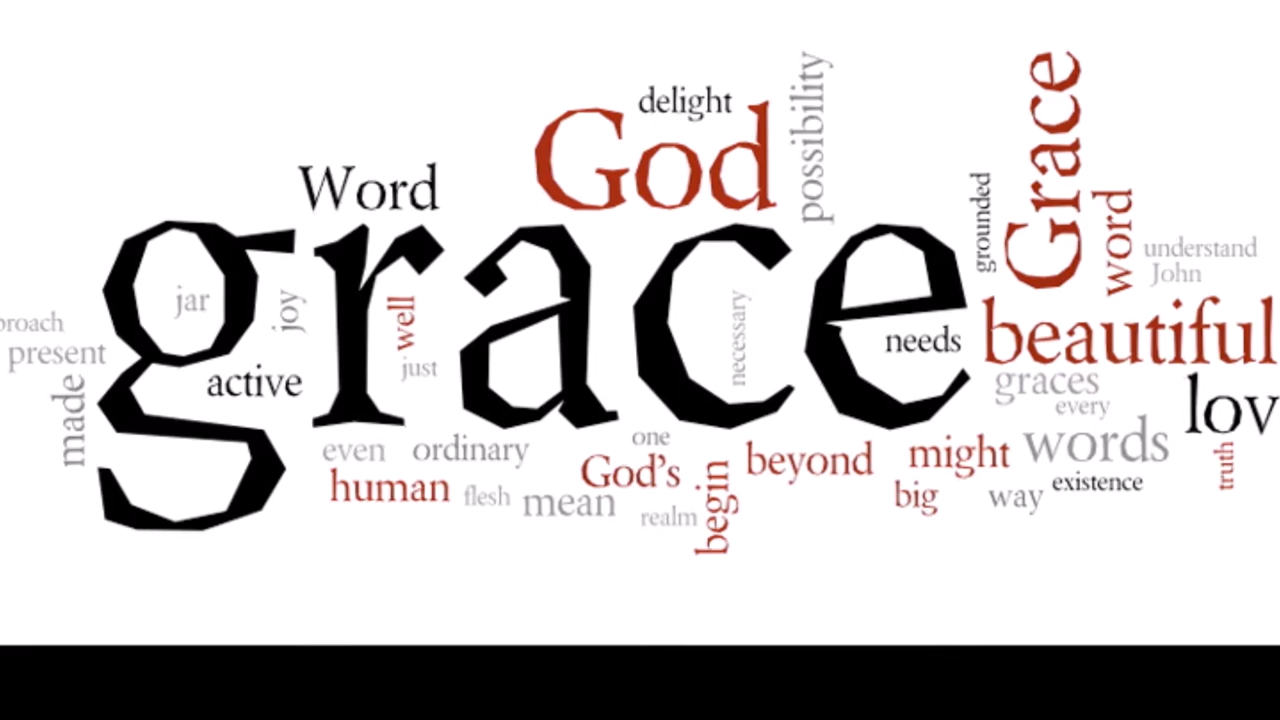 delight
God
possibility
Grace
Word
grounded
word
grace
understand
John
jar
joy
well
necessary
beautiful
proach
present
just
needs
active
made
graces
lov
every
even
ordinary
one
God's
beyond
might
words
truth
human
flesh
mean
realm
begin
big
way
existence